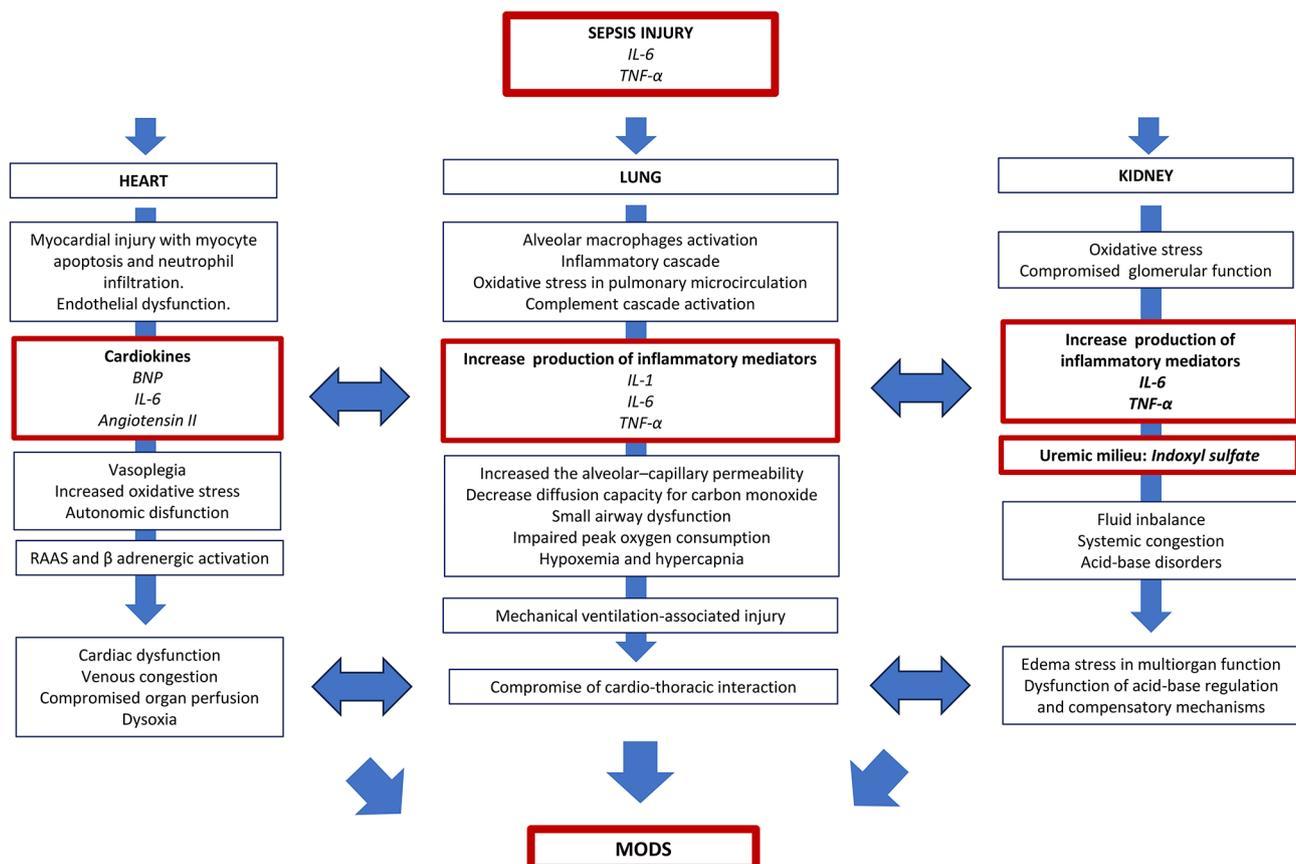 SEPSIS INJURY
IL-6
TNF-α
HEART
Myocardial injury with myocyte
apoptosis and neutrophil
infiltration.
Endothelial dysfunction.
Cardiokines
BNP
IL-6
Angiotensin II
Vasoplegia
Increased oxidative stress
Autonomic disfunction
RAAS and β adrenergic activation
Cardiac dysfunction
Venous congestion
Compromised organ perfusion
Dysoxia
LUNG
Alveolar macrophages activation
Inflammatory cascade
Oxidative stress in pulmonary microcirculation
Complement cascade activation
Increase production of inflammatory mediators
IL-1
IL-6
TNF-α
Increased the alveolar–capillary permeability
Decrease diffusion capacity for carbon monoxide
Small airway dysfunction
Impaired peak oxygen consumption
Hypoxemia and hypercapnia
Mechanical ventilation-associated injury
Compromise of cardio-thoracic interaction
KIDNEY
Oxidative stress
Compromised glomerular function
Increase production of
inflammatory mediators
IL-6
TNF-α
Uremic milieu: Indoxyl sulfate
Fluid inbalance
Systemic congestion
Acid-base disorders
Edema stress in multiorgan function
Dysfunction of acid-base regulation
and compensatory mechanisms
MODS